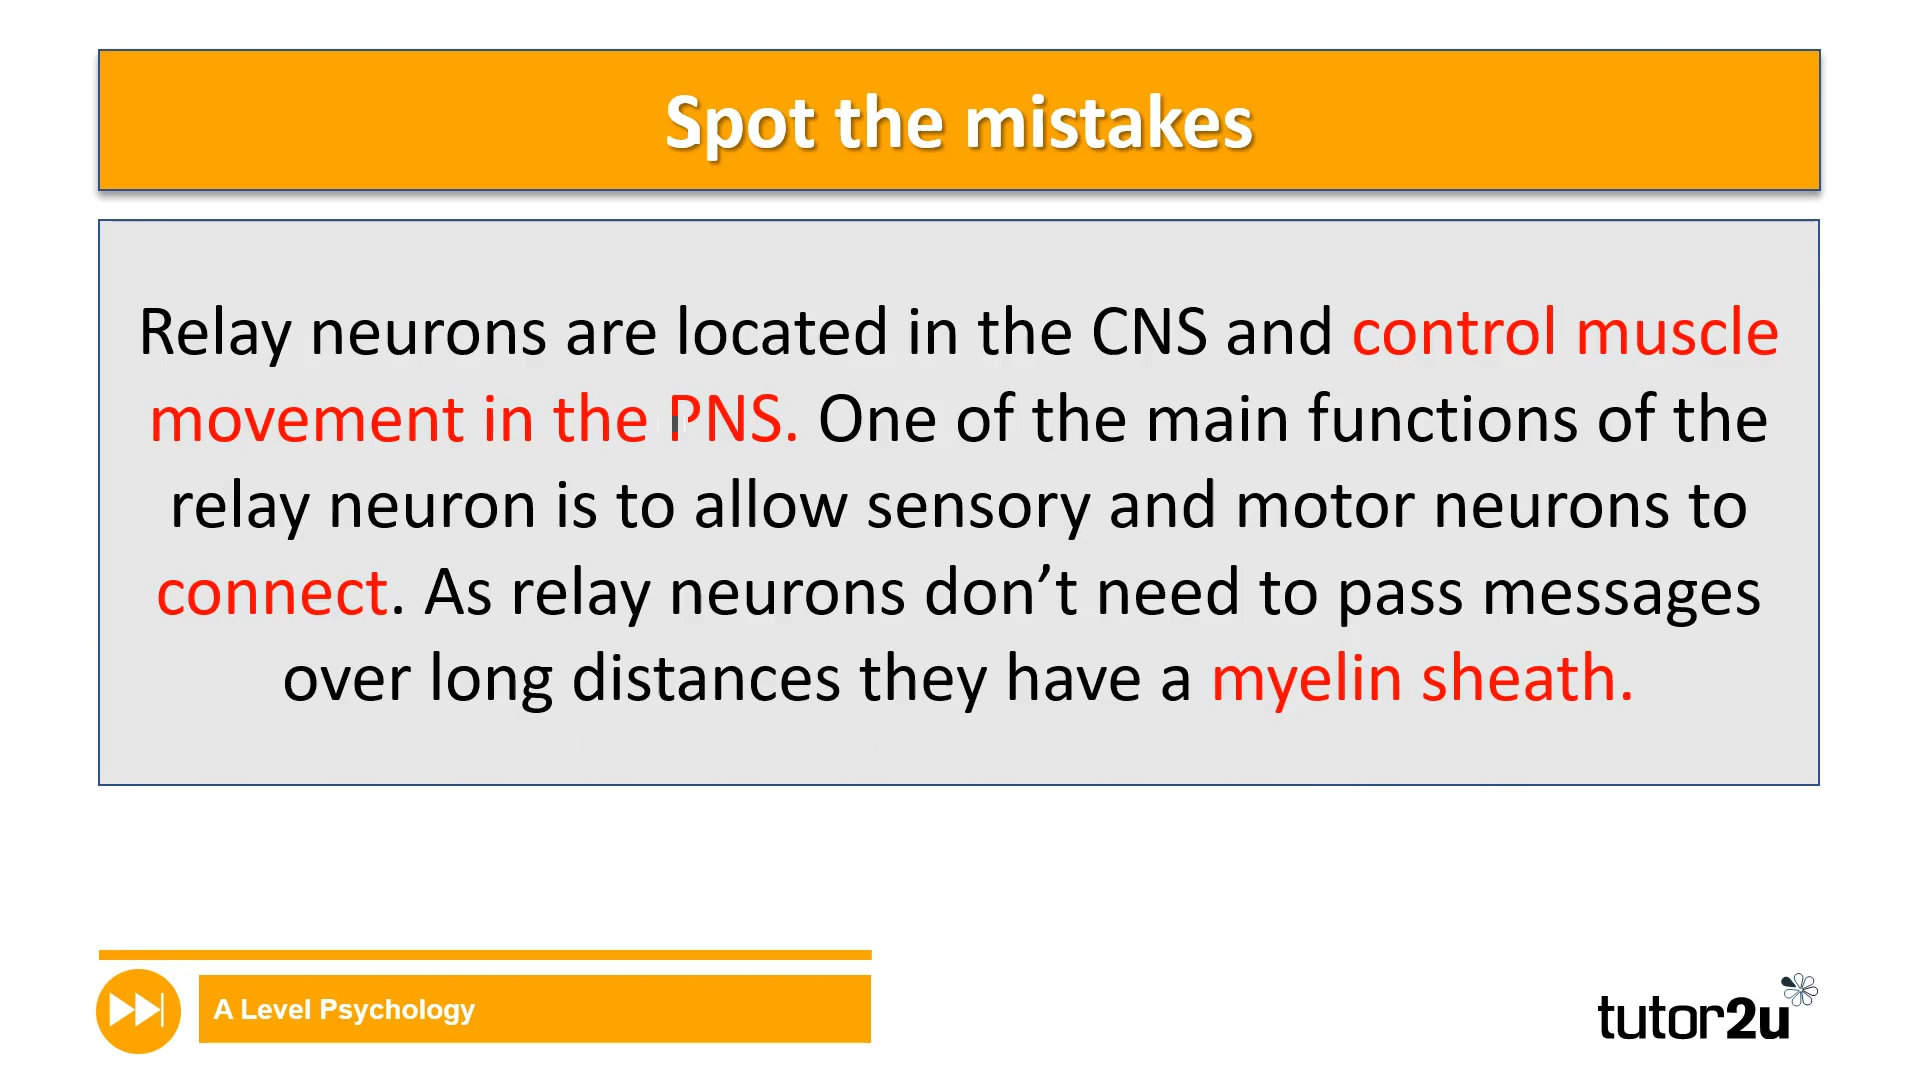 Spot the mistakes
Relay neurons are located in the CNS and control muscle
movement in the PNS. One of the main functions of the
relay neuron is to allow sensory and motor neurons to
connect. As relay neurons don’t need to pass messages
over long distances they have a myelin sheath.
A Level Psychology
tutor2u